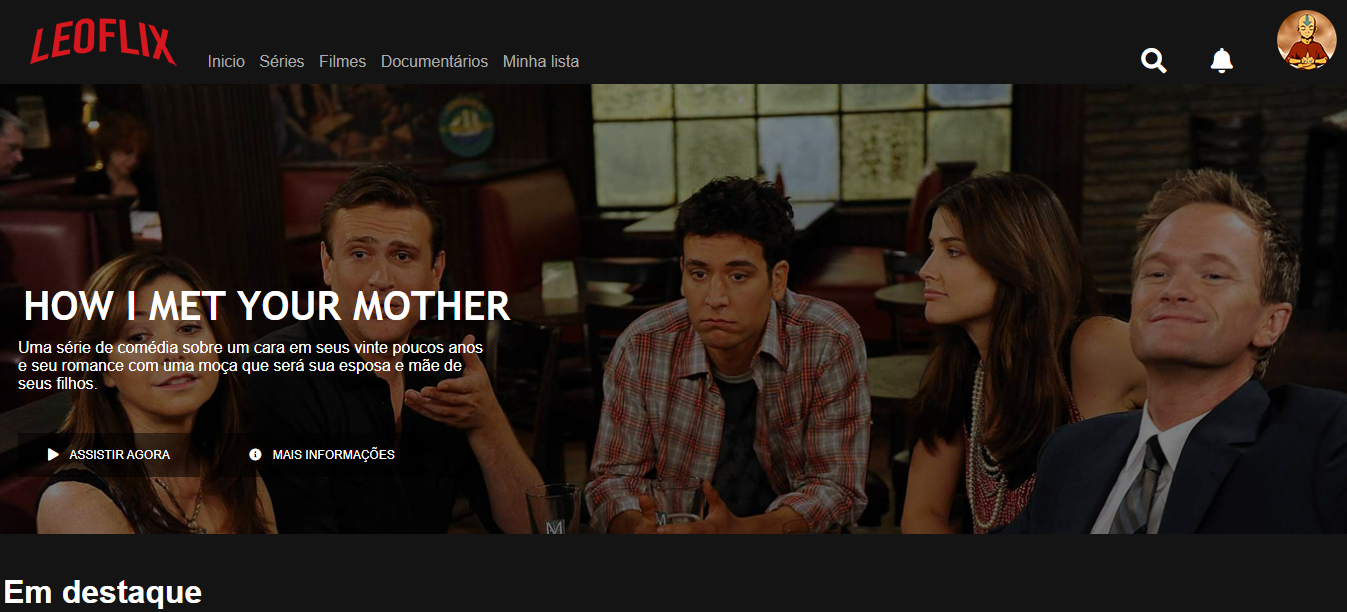 LEOFLIX
Inicio Séries Filmes Documentários Minha lista
HOW I MET YOUR MOTHER
Uma série de comédia sobre um cara em seus vinte poucos anos
e seu romance com uma moça que será sua esposa e mãe de
seus filhos.
ASSISTIR AGORA MAIS INFORMAÇÕES
Em destaque